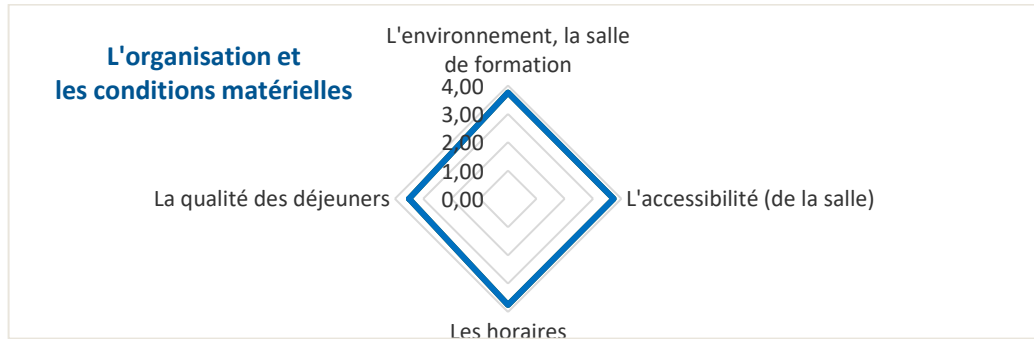 L'organisation et
les conditions matérielles
L'environnement, la salle
de formation
4,00
3,00
2,00
1,00
0,00
La qualité des déjeuners
L'accessibilité (de la salle)
Les horaires